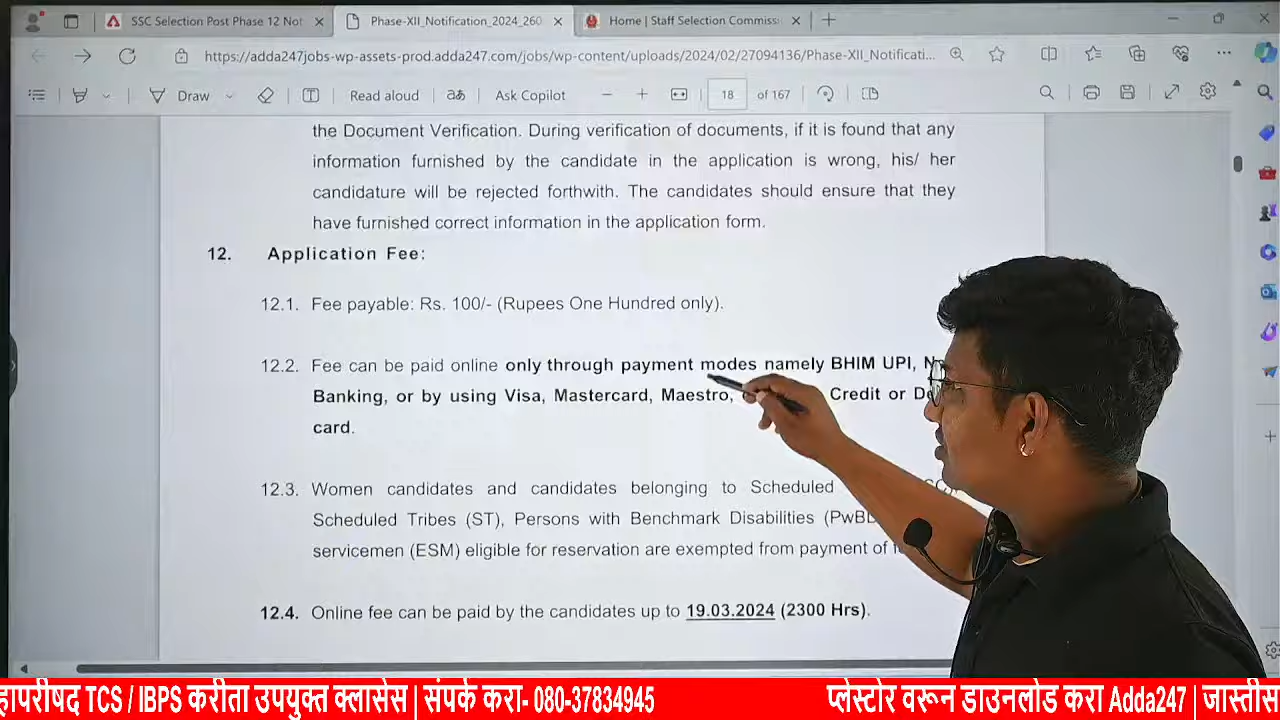 SSC Selection Post Phase 12 Not
Phase-XII_Notification_2024_260
Home | Staff Selection Commiss
https://adda247jobs-wp-assets-prod.adda247.com/jobs/wp-content/uploads/2024/02/27094136/Phase-XII_Notificati...
Draw
Read aloud
aあ
Ask Copilot
18 of 167
the Document Verification. During verification of documents, if it is found that any
information furnished by the candidate in the application is wrong, his/ her
candidature will be rejected forthwith. The candidates should ensure that they
have furnished correct information in the application form.
12. Application Fee:
12.1. Fee payable: Rs. 100/- (Rupees One Hundred only).
12.2. Fee can be paid online only through payment modes namely BHIM UPI,
Banking, or by using Visa, Mastercard, Maestro, Credit or
card.
12.3. Women candidates and candidates belonging to Scheduled
Scheduled Tribes (ST), Persons with Benchmark Disabilities
servicemen (ESM) eligible for reservation are exempted from payment of
12.4. Online fee can be paid by the candidates up to 19.03.2024 (2300 Hrs).
हापरीषद TCS / IBPS करीता उपयुक्त क्लासेस | संपर्क करा- 080-37834945
प्लेस्टोर वरून डाउनलोड करा Adda247 | जास्तीस